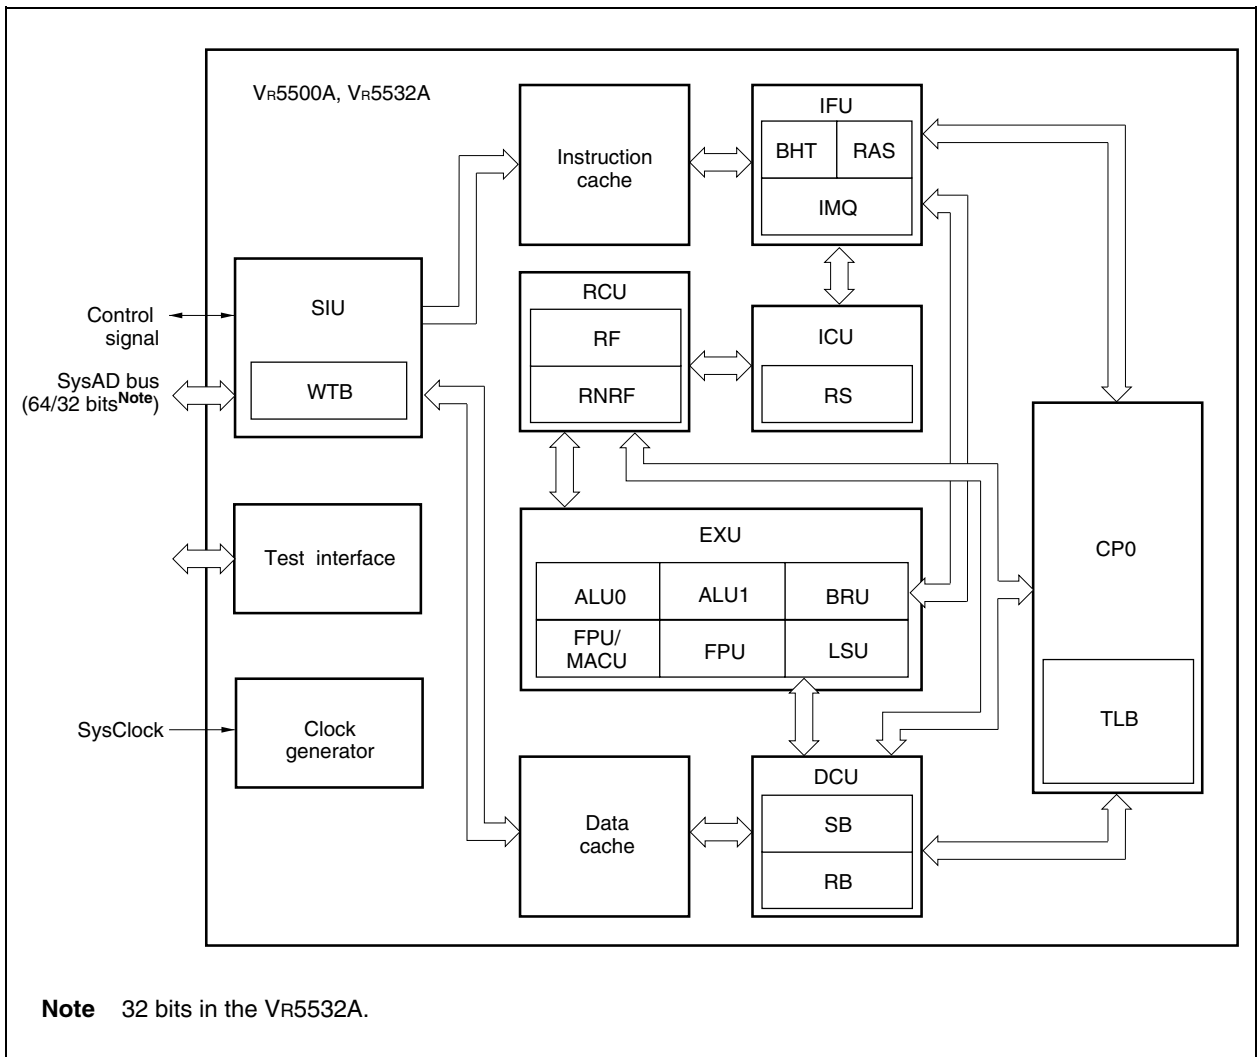 VR5500A, VR5532A
Instruction
cache
IFU
BHT
RAS
IMQ
SIU
WTB
Control
signal
SysAD bus
(64/32 bitsNote)
RCU
RF
RNRF
ICU
RS
Test interface
EXU
ALU0
ALU1
BRU
FPU/
MACU
FPU
LSU
CP0
TLB
SysClock
Clock
generator
Data
cache
DCU
SB
RB
Note 32 bits in the VR5532A.